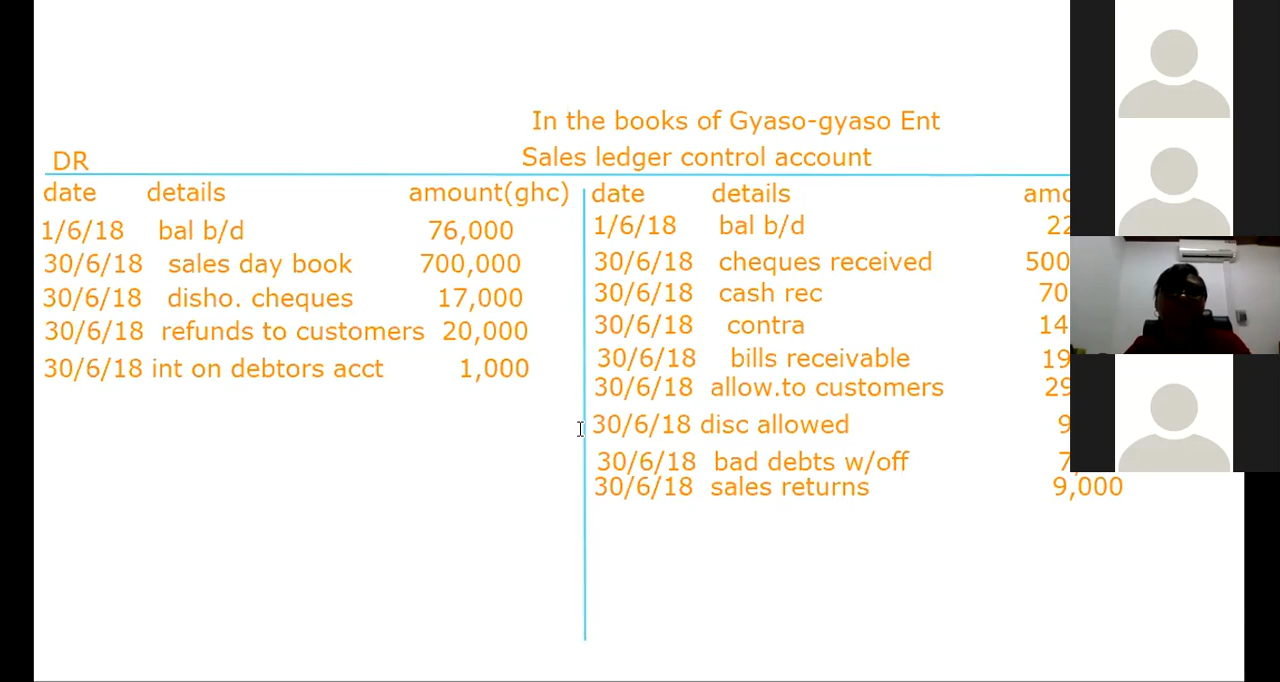 In the books of Gyaso-gyaso Ent
DR Sales ledger control account
date details amount(ghc) date details
1/6/18 bal b/d 76,000 1/6/18 bal b/d
30/6/18 sales day book 700,000 30/6/18 cheques received
30/6/18 disho. cheques 17,000 30/6/18 cash rec
30/6/18 refunds to customers 20,000 30/6/18 contra
30/6/18 int on debtors acct 1,000 30/6/18 bills receivable
30/6/18 allow.to customers
30/6/18 disc allowed
30/6/18 bad debts w/off
30/6/18 sales returns 9,000